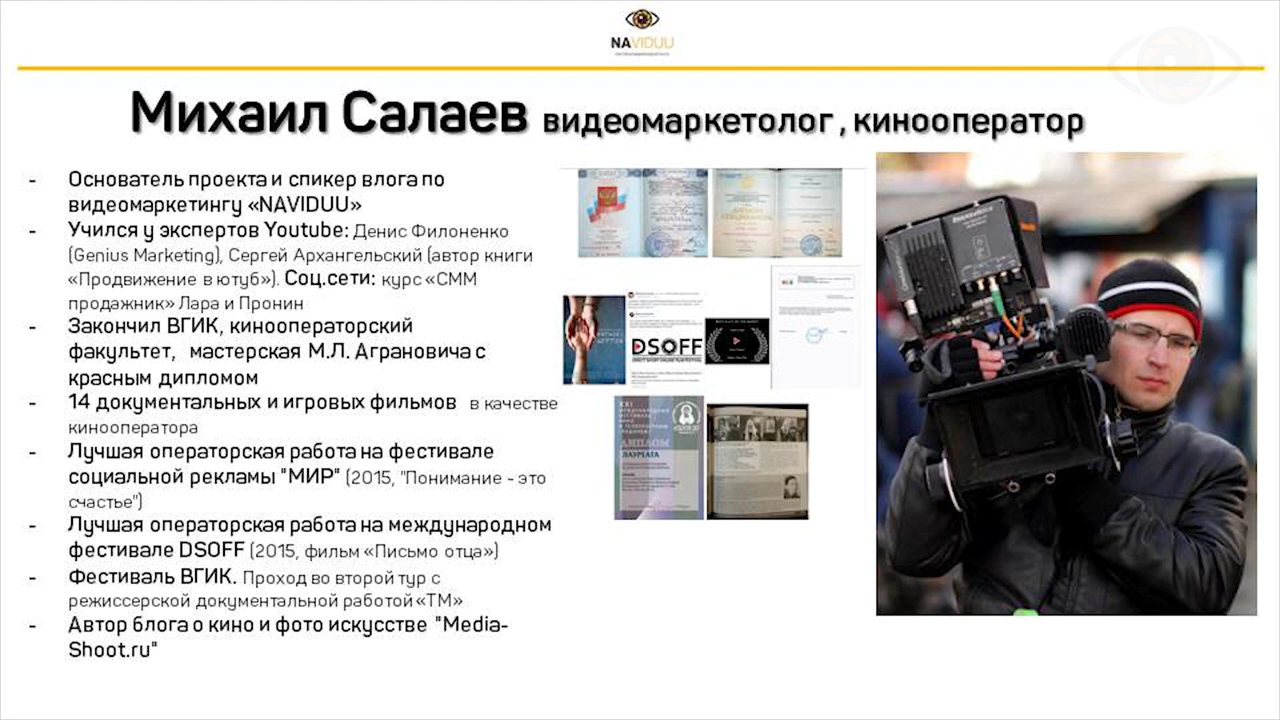 NAVIDUU
Михаил Салаев видеомаркетолог , кинооператор
- Основатель проекта и спикер влога по
видеомаркетингу «NAVIDUU»
- Учился у экспертов Youtube: Денис Филоненко
(Genius Marketing), Сергей Архангельский (автор книги
«Продвижение в ютуб»). Соц.сети: курс «СММ
продажник» Лара и Пронин
- Закончил ВГИК, кинооператорский
факультет, мастерская М.Л. Аграновича с
красным дипломом
- 14 документальных и игровых фильмов в качестве
кинооператора
- Лучшая операторская работа на фестивале
социальной рекламы "МИР" (2015, "Понимание - это
счастье")
- Лучшая операторская работа на международном
фестивале DSOFF (2015, фильм «Письмо отца»)
- Фестиваль ВГИК. Проход во второй тур с
режиссерской документальной работой «ТМ»
- Автор блога о кино и фото искусстве "Media-
Shoot.ru"
DSOFF
XXI
ДИПЛОМ
ЛАУРЕАТА